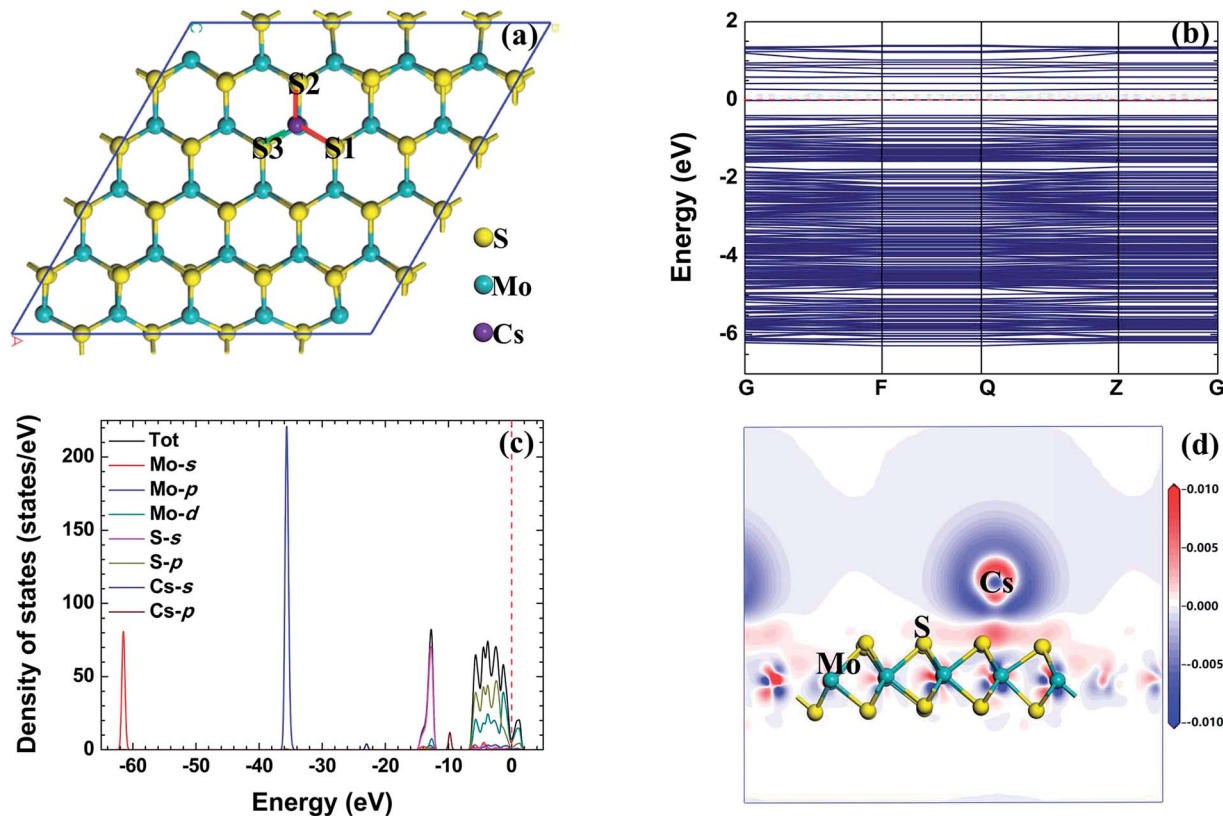 (a)
C
B
S2
S3
S1
S
Mo
Cs
A
(b)
Energy (eV)
2
0
-2
-4
-6
G F Q Z G
(c)
Density of states (states/eV)
200
150
100
50
0
Tot
Mo-s
Mo-p
Mo-d
S-s
S-p
Cs-s
Cs-p
-60 -50 -40 -30 -20 -10 0
Energy (eV)
(d)
Cs
S
Mo
0.010
0.005
0.000
-0.005
-0.010